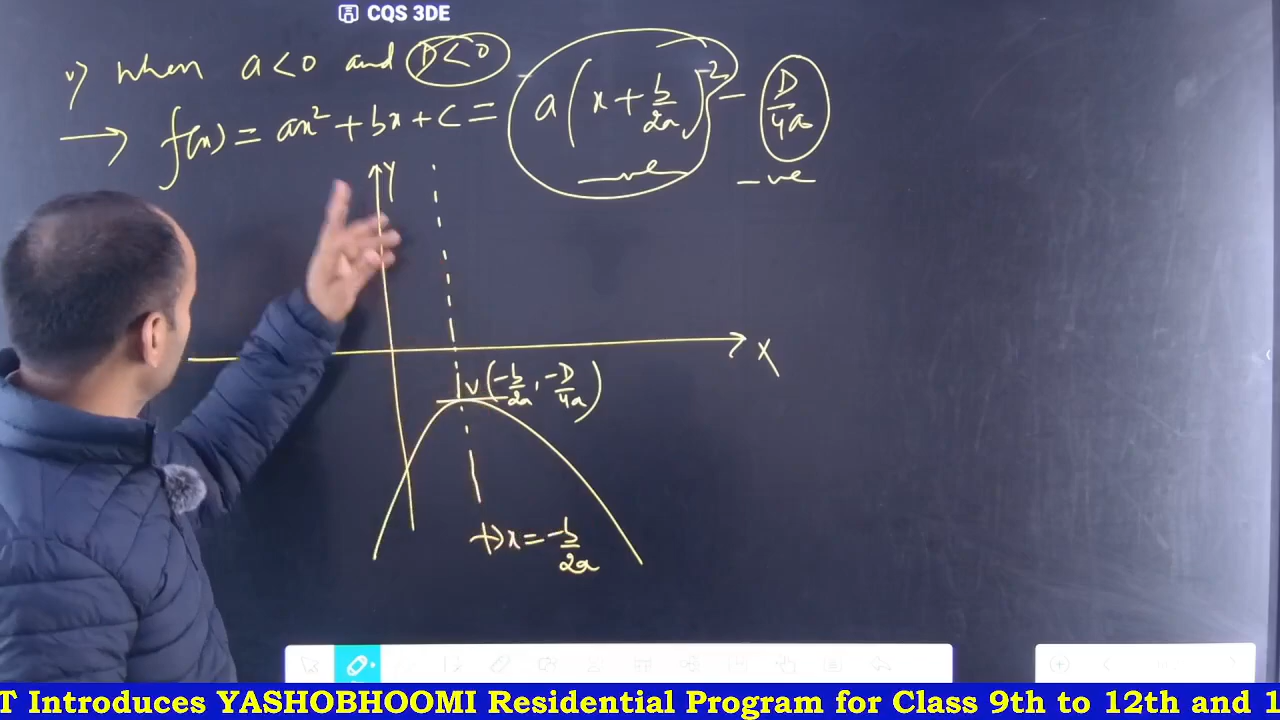 CQS 3DE
v) when a<0 and D<0
→ f(x) = ax² + bx + c = a(x + b/2a)² - D/4a
-ve -ve
Y
X
V(-b/2a, -D/4a)
x = -b/2a
T Introduces YASHOBHOOMI Residential Program for Class 9th to 12th and 1